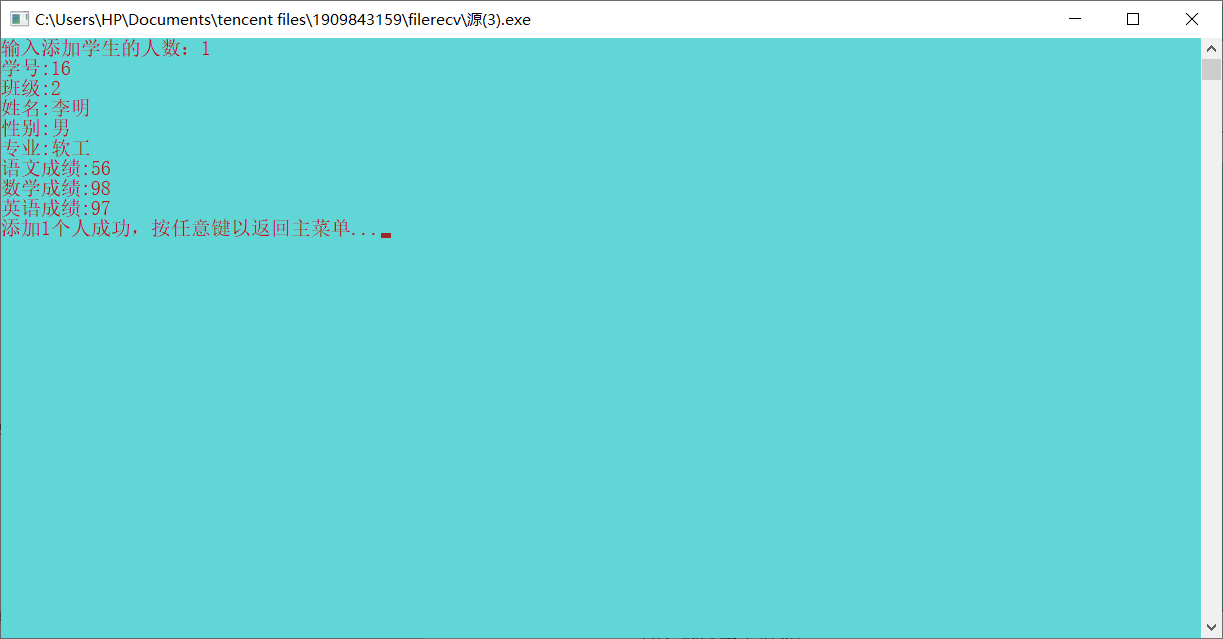 C:\Users\HP\Documents\tencent files\1909843159\filerecv\源(3).exe
输入添加学生的人数：1
学号:16
班级:2
姓名:李明
性别:男
专业:软工
语文成绩:56
数学成绩:98
英语成绩:97
添加1个人成功，按任意键以返回主菜单...